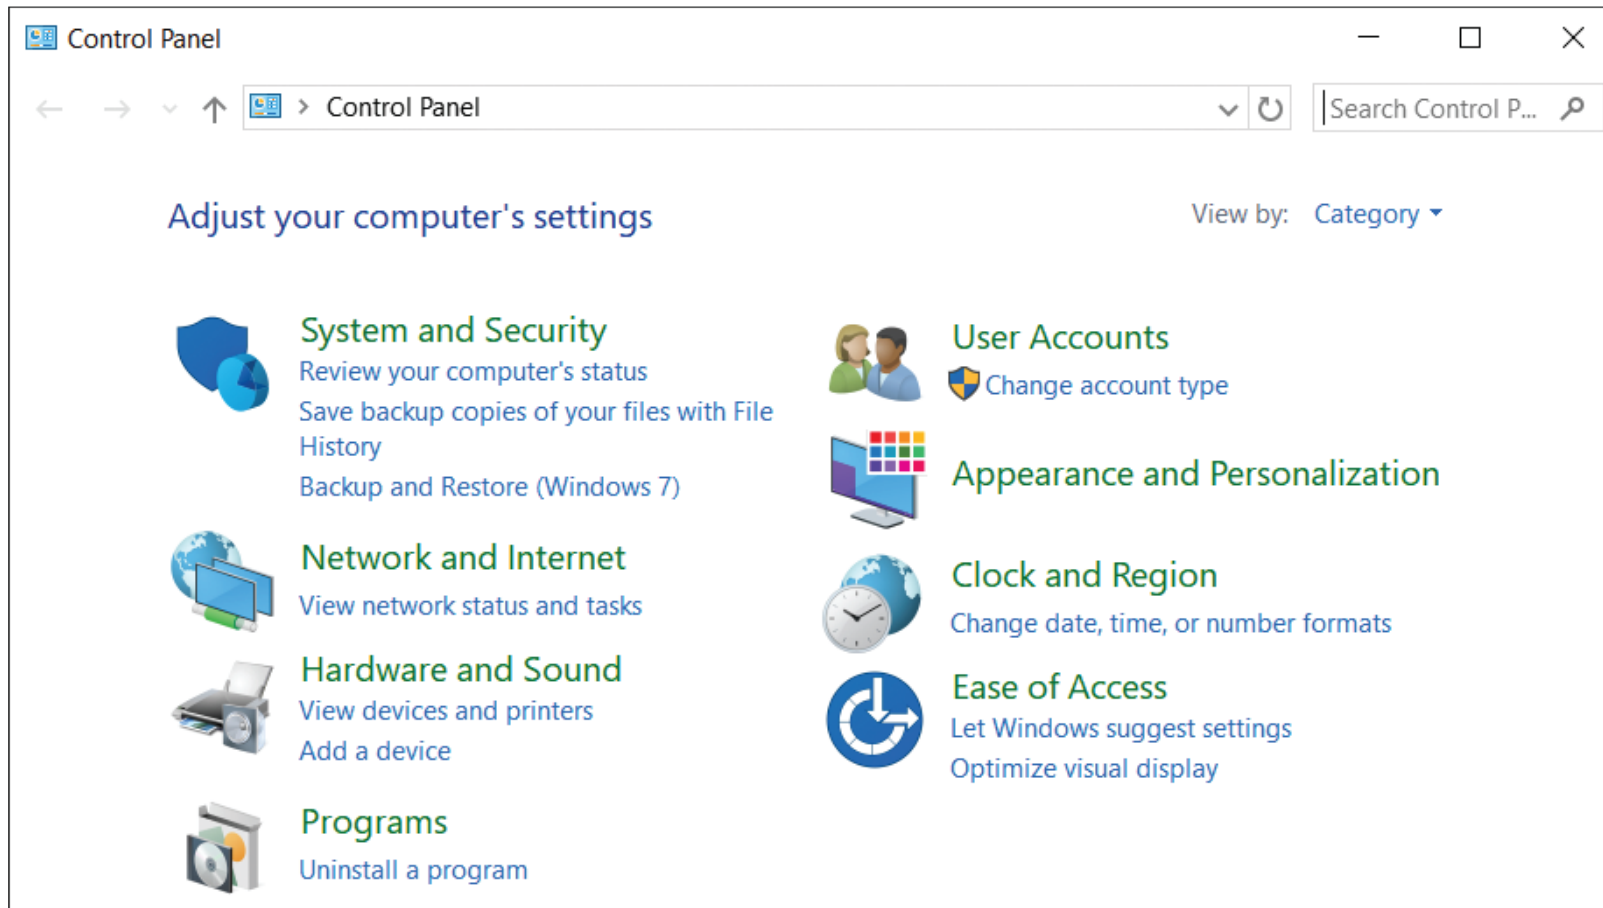 Control Panel
Control Panel
Search Control P...
Adjust your computer's settings
View by: Category
System and Security
Review your computer's status
Save backup copies of your files with File
History
Backup and Restore (Windows 7)
Network and Internet
View network status and tasks
Hardware and Sound
View devices and printers
Add a device
Programs
Uninstall a program
User Accounts
Change account type
Appearance and Personalization
Clock and Region
Change date, time, or number formats
Ease of Access
Let Windows suggest settings
Optimize visual display